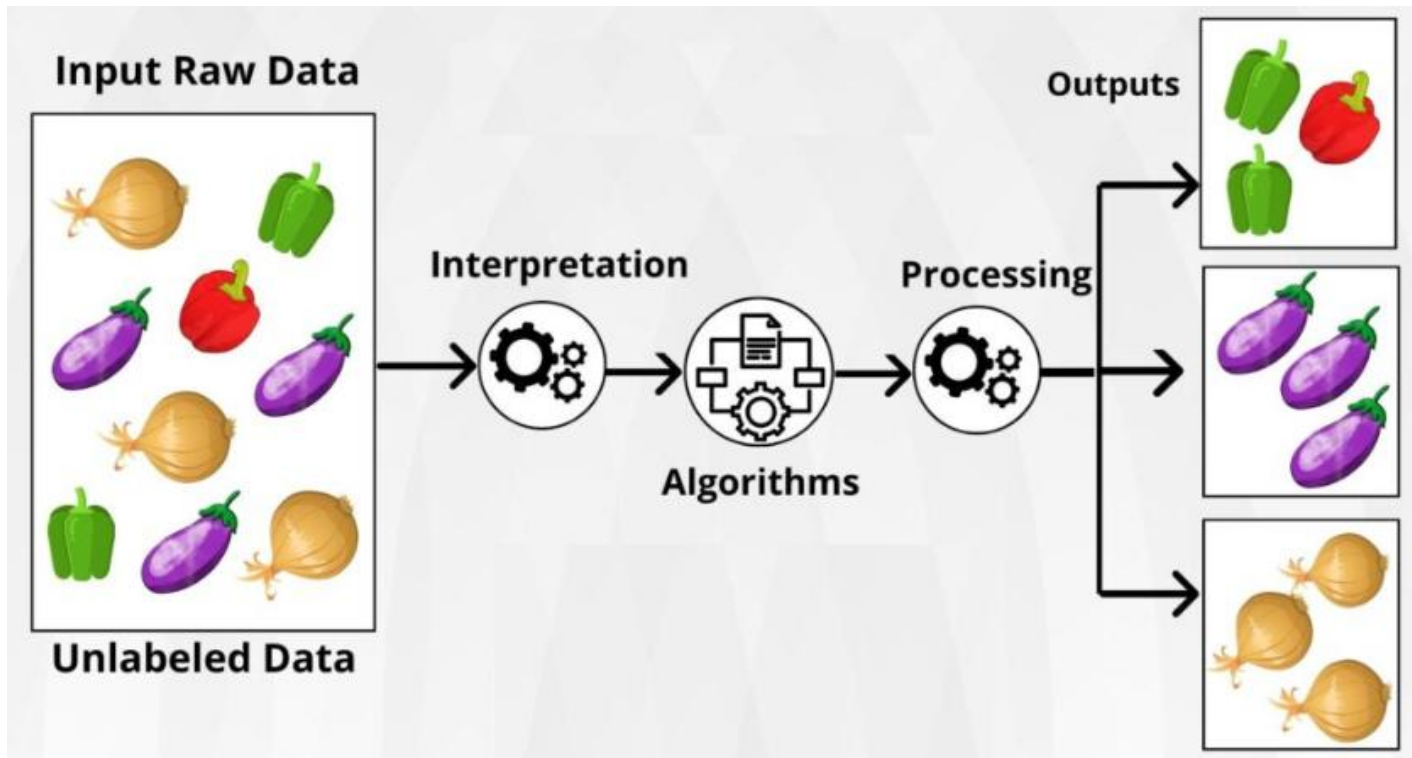 Input Raw Data
Outputs
Interpretation
Processing
Algorithms
Unlabeled Data